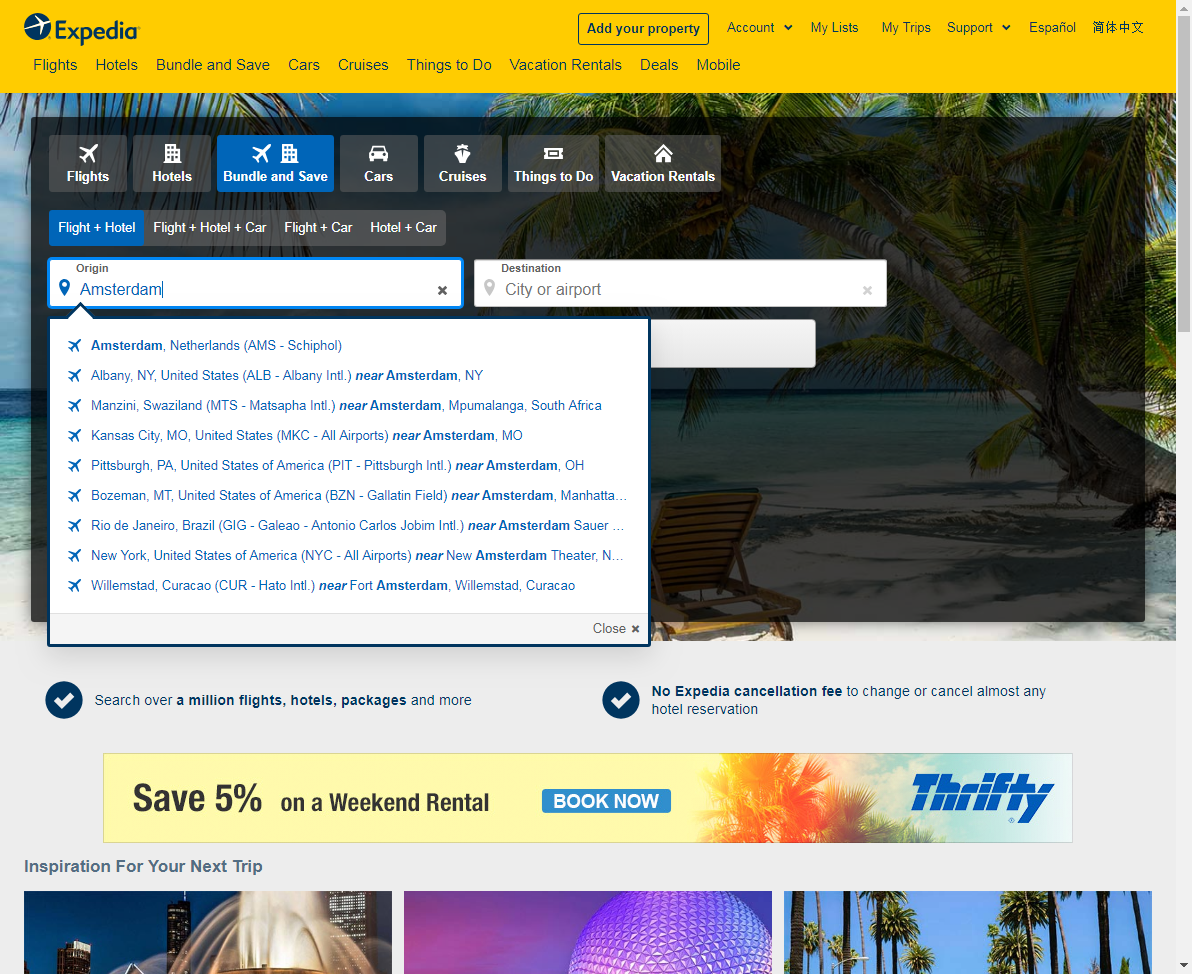 Expedia
Add your property
Account
My Lists
My Trips
Support
Español
简体中文
Flights
Hotels
Bundle and Save
Cars
Cruises
Things to Do
Vacation Rentals
Deals
Mobile
Flights
Hotels
Bundle and Save
Cars
Cruises
Things to Do
Vacation Rentals
Flight + Hotel
Flight + Hotel + Car
Flight + Car
Hotel + Car
Origin
Amsterdam
Destination
City or airport
Amsterdam, Netherlands (AMS - Schiphol)
Albany, NY, United States (ALB - Albany Intl.) near Amsterdam, NY
Manzini, Swaziland (MTS - Matsapha Intl.) near Amsterdam, Mpumalanga, South Africa
Kansas City, MO, United States (MKC - All Airports) near Amsterdam, MO
Pittsburgh, PA, United States of America (PIT - Pittsburgh Intl.) near Amsterdam, OH
Bozeman, MT, United States of America (BZN - Gallatin Field) near Amsterdam, Manhatta...
Rio de Janeiro, Brazil (GIG - Galeao - Antonio Carlos Jobim Intl.) near Amsterdam Sauer ...
New York, United States of America (NYC - All Airports) near New Amsterdam Theater, N...
Willemstad, Curacao (CUR - Hato Intl.) near Fort Amsterdam, Willemstad, Curacao
Close
Search over a million flights, hotels, packages and more
No Expedia cancellation fee to change or cancel almost any
hotel reservation
Save 5% on a Weekend Rental
BOOK NOW
Thrifty
Inspiration For Your Next Trip